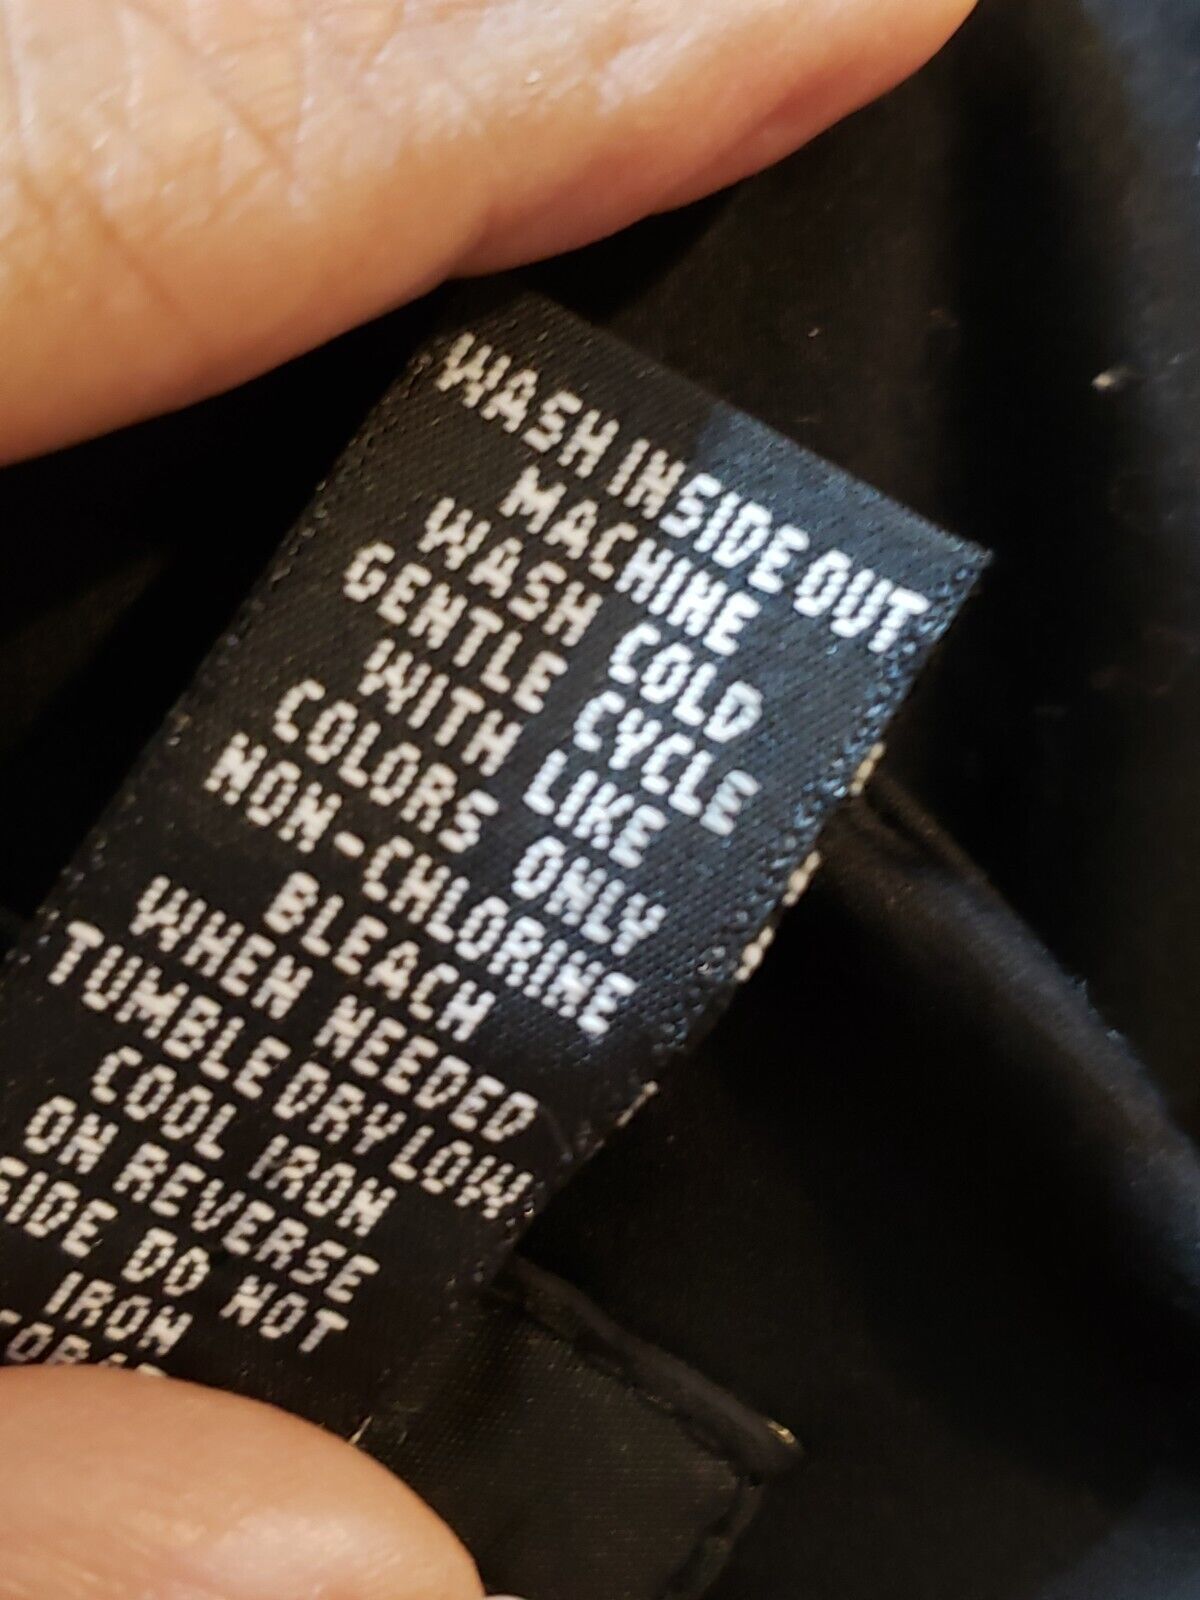 WASH INSIDE OUT
MACHINE
WASH COLD
GENTLE CYCLE
WITH LIKE
COLORS ONLY
NON-CHLORINE
BLEACH
WHEN NEEDED
TUMBLE DRY LOW
COOL IRON
ON REVERSE
SIDE DO NOT
IRON